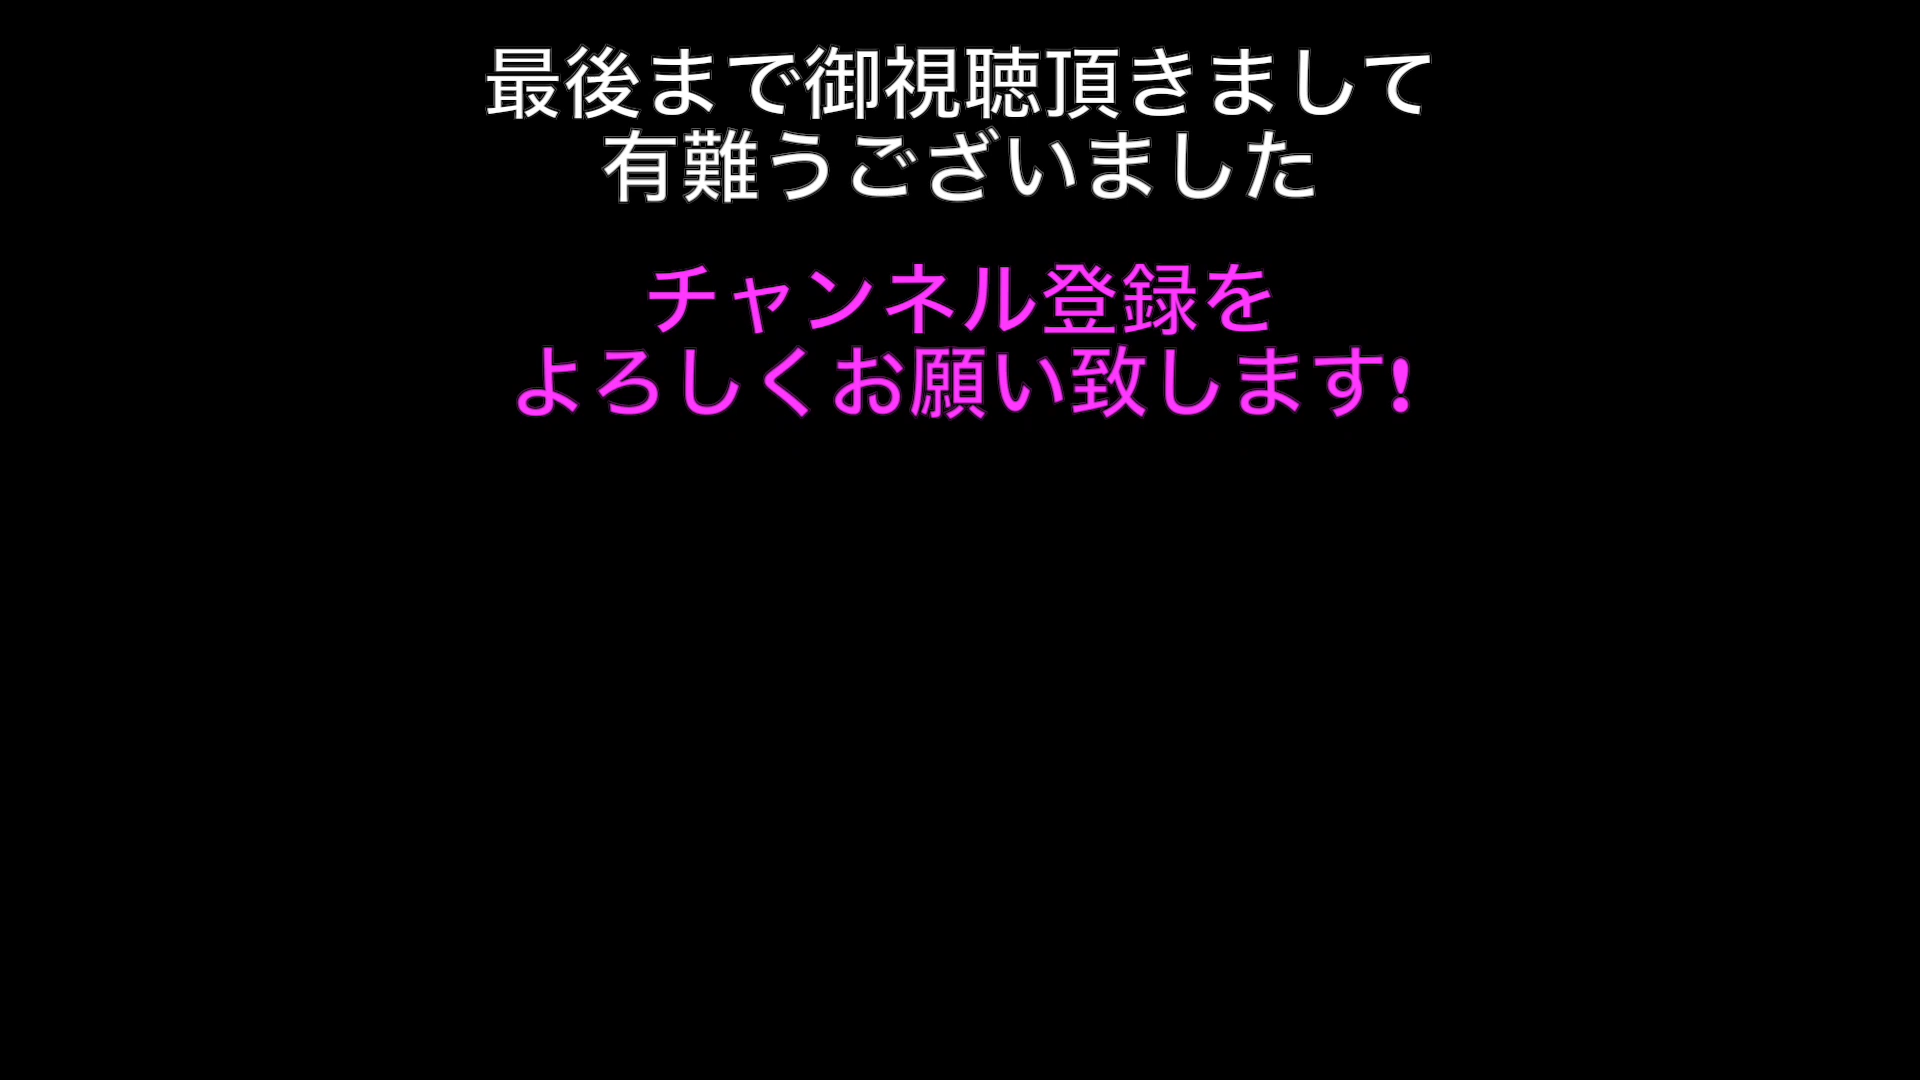 最後まで御視聴頂きまして
有難うございました
チャンネル登録を
よろしくお願い致します!